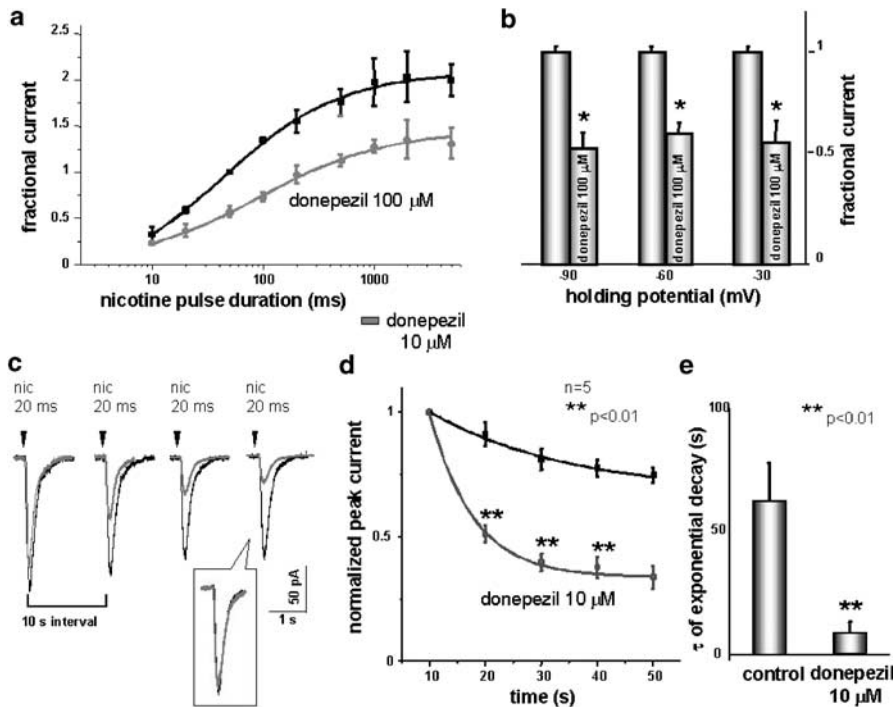 a
fractional current
2.5
2
1.5
1
0.5
0
donepezil 100 μM
10
100
1000
nicotine pulse duration (ms)
b
*
*
*
donepezil 100 μM
donepezil 100 μM
donepezil 100 μM
1
0.5
0
fractional current
-90
-60
-30
holding potential (mV)
donepezil
10 μM
c
nic
20 ms
nic
20 ms
nic
20 ms
nic
20 ms
10 s interval
50 pA
1 s
d
normalized peak current
1
0.5
0
n=5
** p<0.01
**
**
**
donepezil 10 μM
10
20
30
40
50
time (s)
e
τ of exponential decay (s)
100
50
0
** p<0.01
**
control
donepezil
10 μM